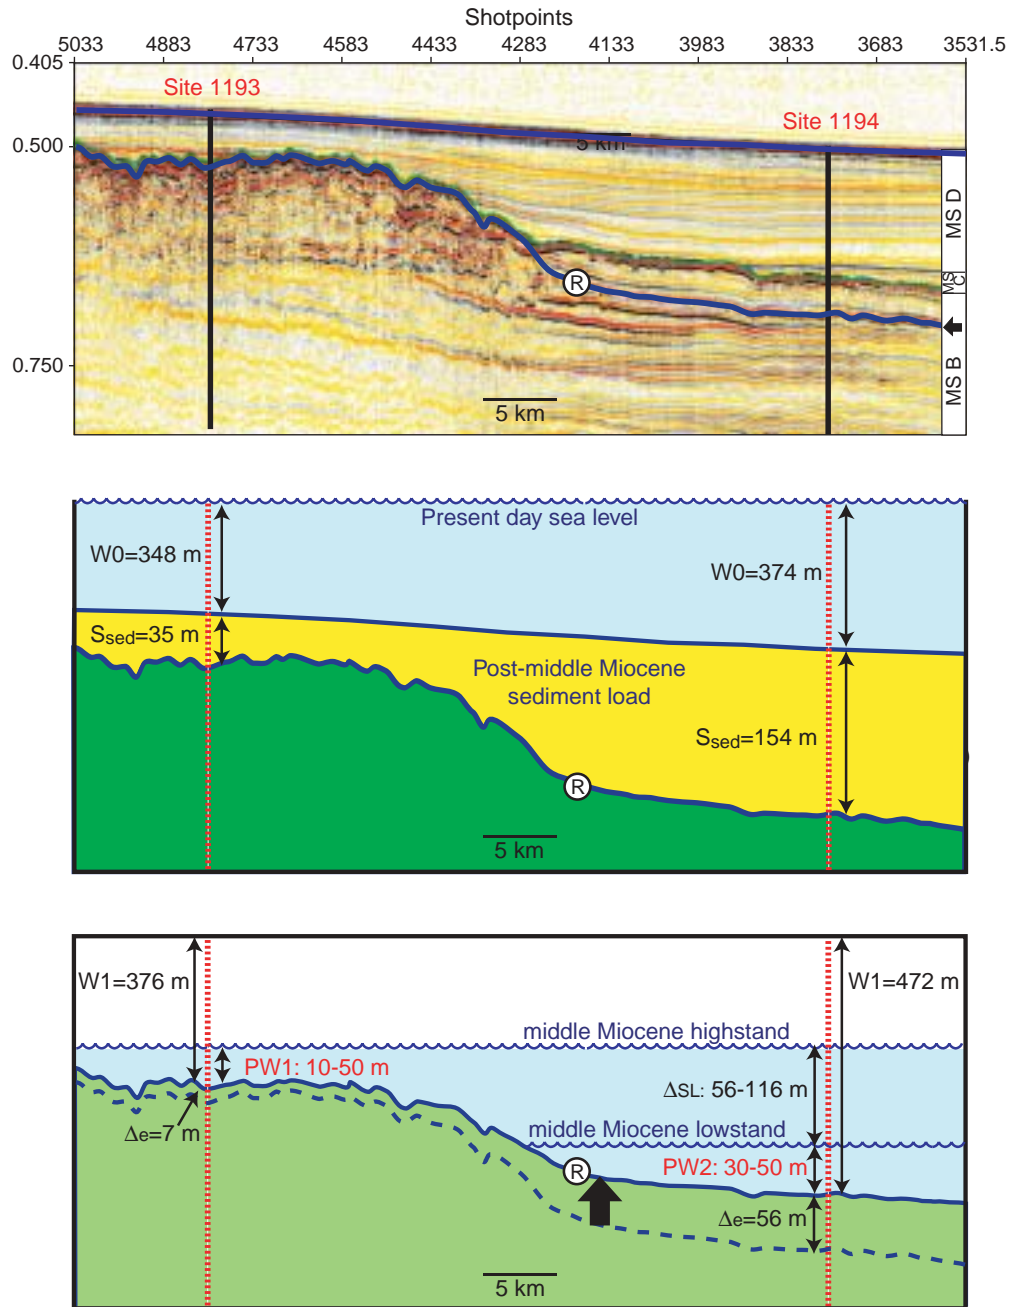 Shotpoints
5033 4883 4733 4583 4433 4283 4133 3983 3833 3683 3531.5
0.405
Site 1193
Site 1194
5 km
0.500
MS D
MS C
R
0.750
MS B
5 km
Present day sea level
W0=348 m
W0=374 m
Ssed=35 m
Post-middle Miocene
sediment load
Ssed=154 m
R
5 km
W1=376 m
W1=472 m
middle Miocene highstand
PW1: 10-50 m
ΔSL: 56-116 m
Δe=7 m
middle Miocene lowstand
R
PW2: 30-50 m
Δe=56 m
5 km